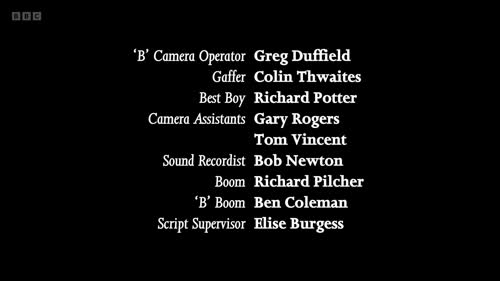 BBC
‘B’ Camera Operator Greg Duffield
Gaffer Colin Thwaites
Best Boy Richard Potter
Camera Assistants Gary Rogers
Tom Vincent
Sound Recordist Bob Newton
Boom Richard Pilcher
‘B’ Boom Ben Coleman
Script Supervisor Elise Burgess